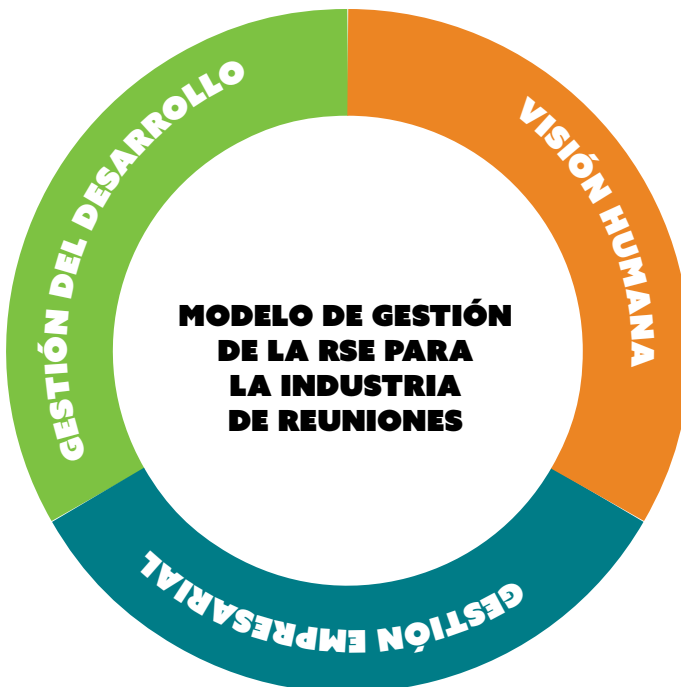 GESTIÓN DEL DESARROLLO
VISIÓN HUMANA
MODELO DE GESTIÓN
DE LA RSE PARA
LA INDUSTRIA
DE REUNIONES
GESTIÓN EMPRESARIAL